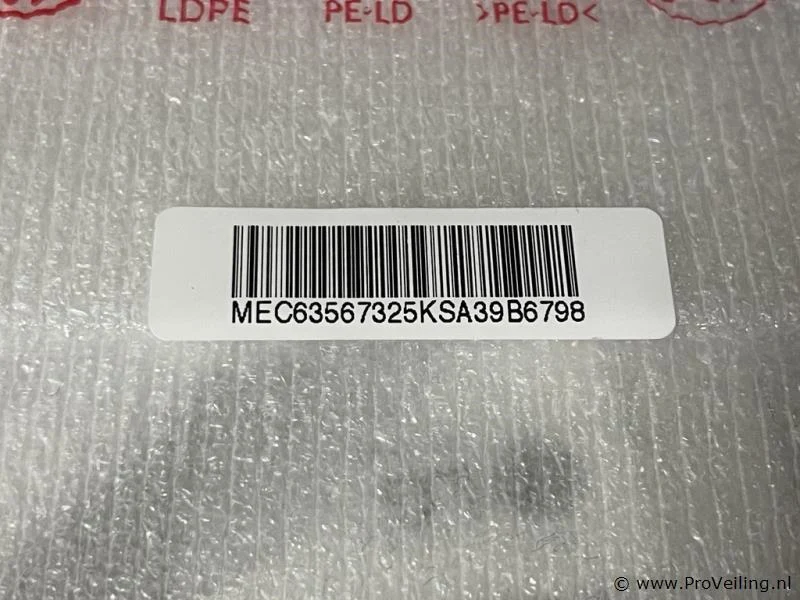 LDPE PE-LD >PE-LD<
MEC63567325KSA39B6798
© www.ProVeiling.nl